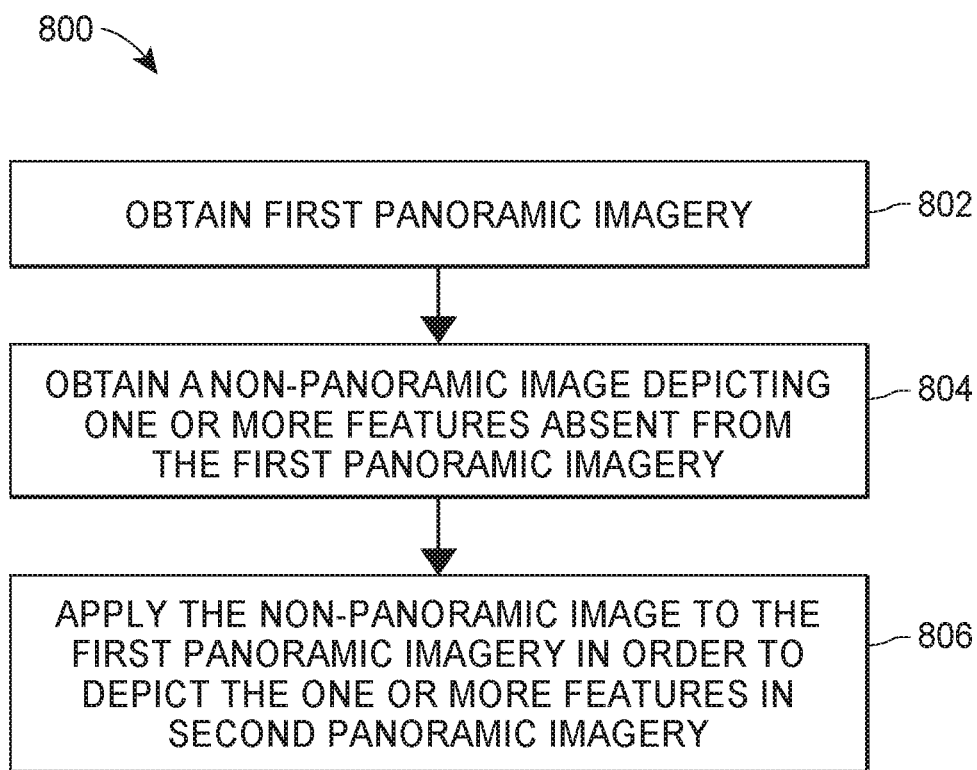 800
OBTAIN FIRST PANORAMIC IMAGERY
802
OBTAIN A NON-PANORAMIC IMAGE DEPICTING
ONE OR MORE FEATURES ABSENT FROM
THE FIRST PANORAMIC IMAGERY
804
APPLY THE NON-PANORAMIC IMAGE TO THE
FIRST PANORAMIC IMAGERY IN ORDER TO
DEPICT THE ONE OR MORE FEATURES IN
SECOND PANORAMIC IMAGERY
806